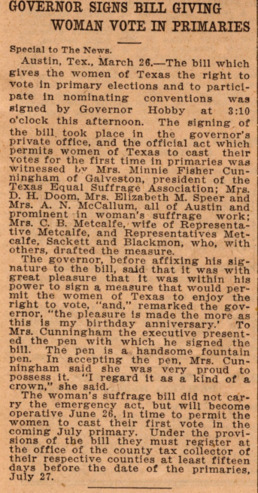 GOVERNOR SIGNS BILL GIVING
WOMAN VOTE IN PRIMARIES
Special to The News.
Austin, Tex., March 26.—The bill which
gives the women of Texas the right to
vote in primary elections and to partici-
pate in nominating conventions was
signed by Governor Hobby at 3:10
o'clock this afternoon. The signing of
the bill took place in the governor's
private office, and the official act which permits
women of Texas to cast their
votes for the first time in primaries was
witnessed by Mrs. Minnie Fisher Cun-
ningham of Galveston, president of the
Texas Equal Suffrage Association; Mrs.
D. H. Doom, Mrs. Elizabeth M. Speer and
Mrs. A. N. McCallum, all of Austin and
prominent in woman's suffrage work;
Mrs. C. B. Metcalfe, wife of Representa-
tive Metcalfe, and Representatives Met-
calfe, Sackett and Blackmon, who, with
others, drafted the measure.
The governor, before affixing his sig-
nature to the bill, said that it was with
great pleasure that it was within his
power to sign a measure that would per-
mit the women of Texas to enjoy the
right to vote, "and," remarked the gov-
ernor, "the pleasure is made the more as
this is my birthday anniversary." To
Mrs. Cunningham the executive present-
ed the pen with which he signed the
bill. The pen is a handsome fountain
pen. In accepting the pen, Mrs. Cun-
ningham said she was very proud to
possess it. "I regard it as a kind of a
crown," she said.
The woman's suffrage bill did not car-
ry the emergency act, but will become
operative June 26, in time to permit the
women to cast their first vote in the
coming July primary. Under the provi-
sions of the bill they must register at
the office of the county tax collector of
their respective counties at least fifteen
days before the date of the primaries,
July 27.